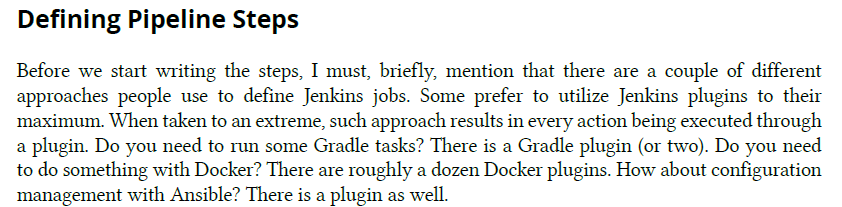 Defining Pipeline Steps
Before we start writing the steps, I must, briefly, mention that there are a couple of different
approaches people use to define Jenkins jobs. Some prefer to utilize Jenkins plugins to their
maximum. When taken to an extreme, such approach results in every action being executed through
a plugin. Do you need to run some Gradle tasks? There is a Gradle plugin (or two). Do you need
to do something with Docker? There are roughly a dozen Docker plugins. How about configuration
management with Ansible? There is a plugin as well.